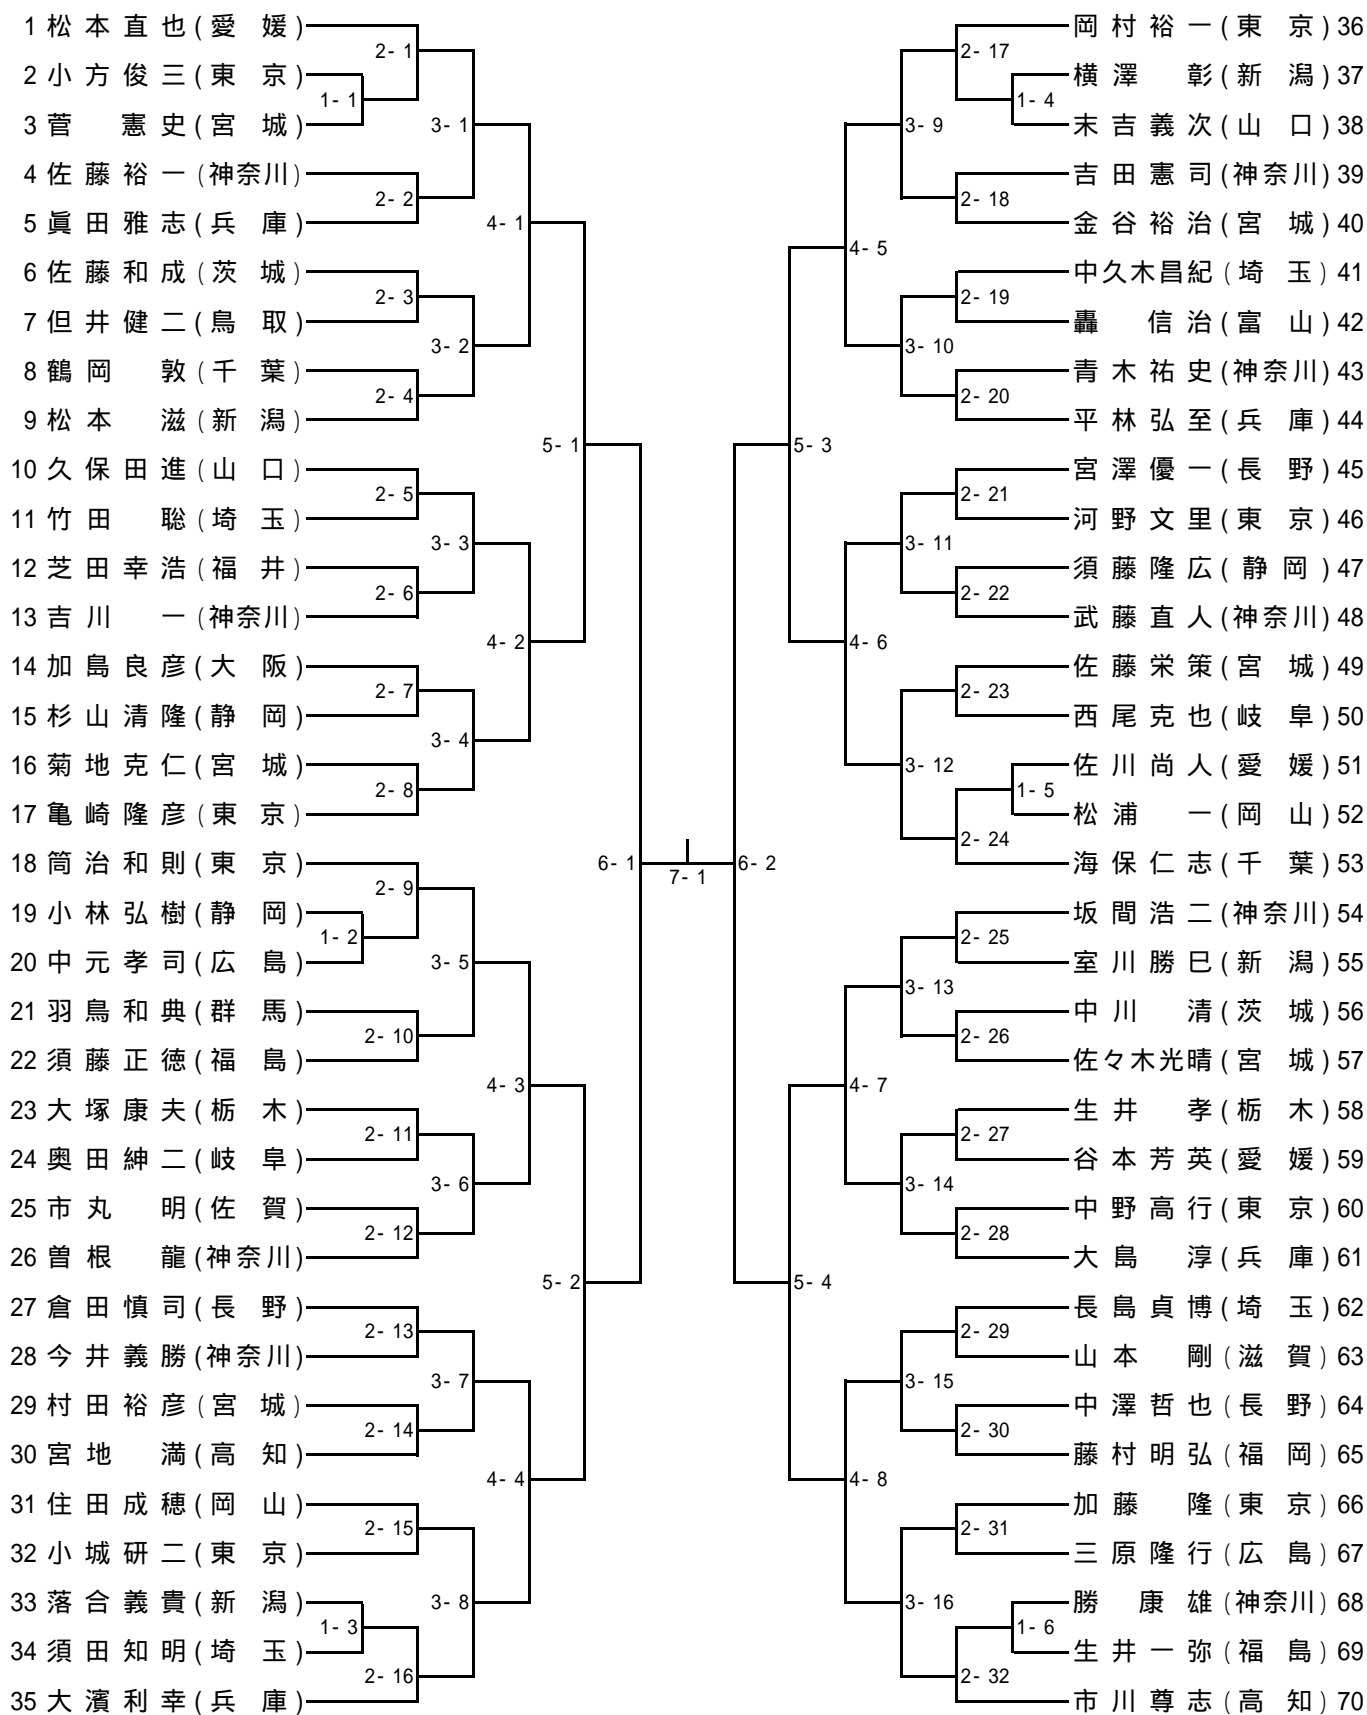 1 松本直也(愛媛)
2 小方俊三(東京)
3 菅 憲史(宮城)
4 佐藤裕一(神奈川)
5 眞田雅志(兵庫)
6 佐藤和成(茨城)
7 但井健二(鳥取)
8 鶴岡 敦(千葉)
9 松本 滋(新潟)
10 久保田進(山口)
11 竹田 聡(埼玉)
12 芝田幸浩(福井)
13 吉川 一(神奈川)
14 加島良彦(大阪)
15 杉山清隆(静岡)
16 菊地克仁(宮城)
17 亀崎隆彦(東京)
18 筒治和則(東京)
19 小林弘樹(静岡)
20 中元孝司(広島)
21 羽鳥和典(群馬)
22 須藤正徳(福島)
23 大塚康夫(栃木)
24 奥田紳二(岐阜)
25 市丸 明(佐賀)
26 曽根 龍(神奈川)
27 倉田慎司(長野)
28 今井義勝(神奈川)
29 村田裕彦(宮城)
30 宮地 満(高知)
31 住田成穂(岡山)
32 小城研二(東京)
33 落合義貴(新潟)
34 須田知明(埼玉)
35 大濱利幸(兵庫)
1- 1
1- 2
1- 3
2- 1
2- 2
2- 3
2- 4
2- 5
2- 6
2- 7
2- 8
2- 9
2- 10
2- 11
2- 12
2- 13
2- 14
2- 15
2- 16
3- 1
3- 2
3- 3
3- 4
3- 5
3- 6
3- 7
3- 8
4- 1
4- 2
4- 3
4- 4
5- 1
5- 2
6- 1
7- 1
6- 2
5- 3
5- 4
4- 5
4- 6
4- 7
4- 8
3- 9
3- 10
3- 11
3- 12
3- 13
3- 14
3- 15
3- 16
2- 17
2- 18
2- 19
2- 20
2- 21
2- 22
2- 23
2- 24
2- 25
2- 26
2- 27
2- 28
2- 29
2- 30
2- 31
2- 32
1- 4
1- 5
1- 6
岡村裕一(東京)36
横澤 彰(新潟)37
末吉義次(山口)38
吉田憲司(神奈川)39
金谷裕治(宮城)40
中久木昌紀(埼玉)41
轟 信治(富山)42
青木祐史(神奈川)43
平林弘至(兵庫)44
宮澤優一(長野)45
河野文里(東京)46
須藤隆広(静岡)47
武藤直人(神奈川)48
佐藤栄策(宮城)49
西尾克也(岐阜)50
佐川尚人(愛媛)51
松浦 一(岡山)52
海保仁志(千葉)53
坂間浩二(神奈川)54
室川勝巳(新潟)55
中川 清(茨城)56
佐々木光晴(宮城)57
生井 孝(栃木)58
谷本芳英(愛媛)59
中野高行(東京)60
大島 淳(兵庫)61
長島貞博(埼玉)62
山本 剛(滋賀)63
中澤哲也(長野)64
藤村明弘(福岡)65
加藤 隆(東京)66
三原隆行(広島)67
勝 康雄(神奈川)68
生井一弥(福島)69
市川尊志(高知)70